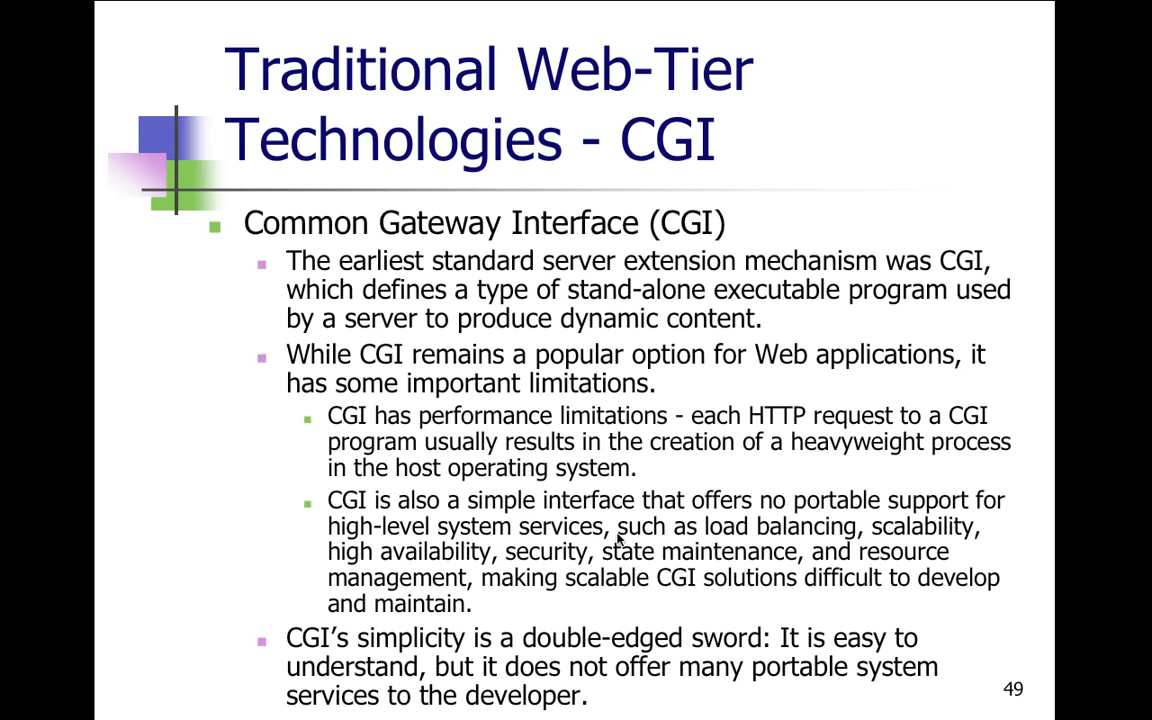 Traditional Web-Tier
Technologies - CGI
Common Gateway Interface (CGI)
The earliest standard server extension mechanism was CGI,
which defines a type of stand-alone executable program used
by a server to produce dynamic content.
While CGI remains a popular option for Web applications, it
has some important limitations.
CGI has performance limitations - each HTTP request to a CGI
program usually results in the creation of a heavyweight process
in the host operating system.
CGI is also a simple interface that offers no portable support for
high-level system services, such as load balancing, scalability,
high availability, security, state maintenance, and resource
management, making scalable CGI solutions difficult to develop
and maintain.
CGI’s simplicity is a double-edged sword: It is easy to
understand, but it does not offer many portable system
services to the developer.
49